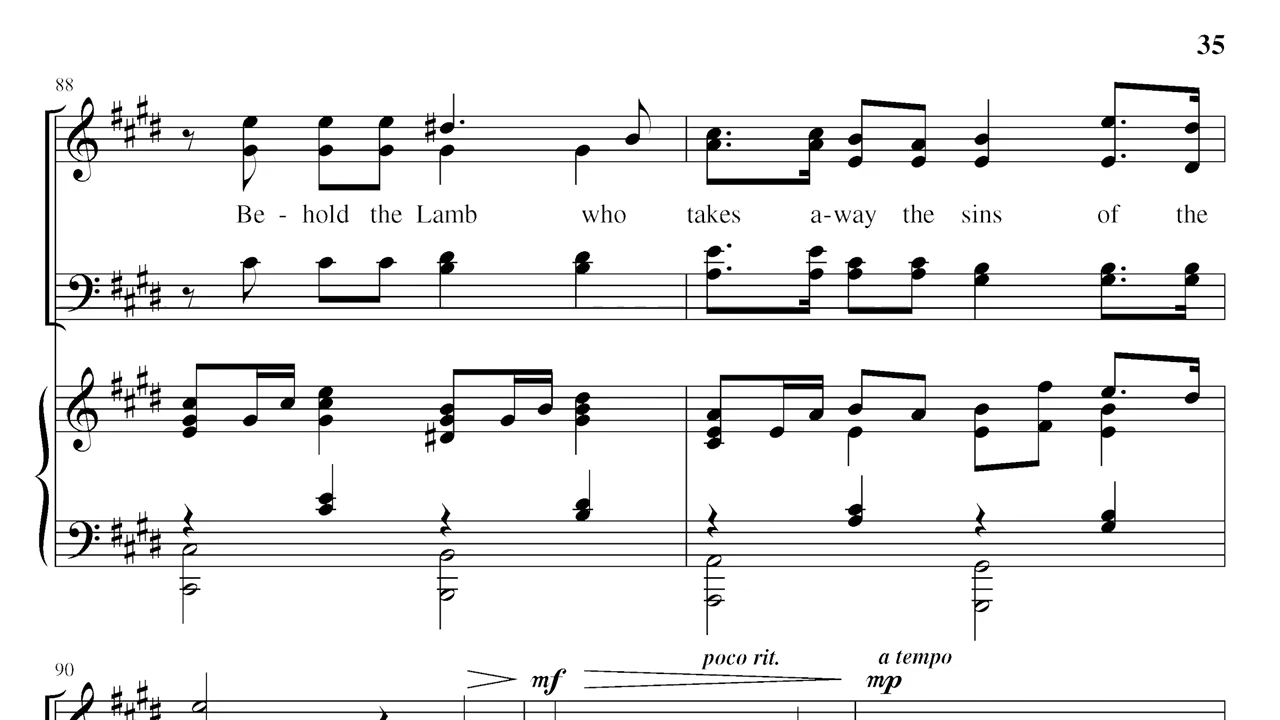 35
88
Be - hold the Lamb who takes a-way the sins of the
poco rit. a tempo
90
mf mp